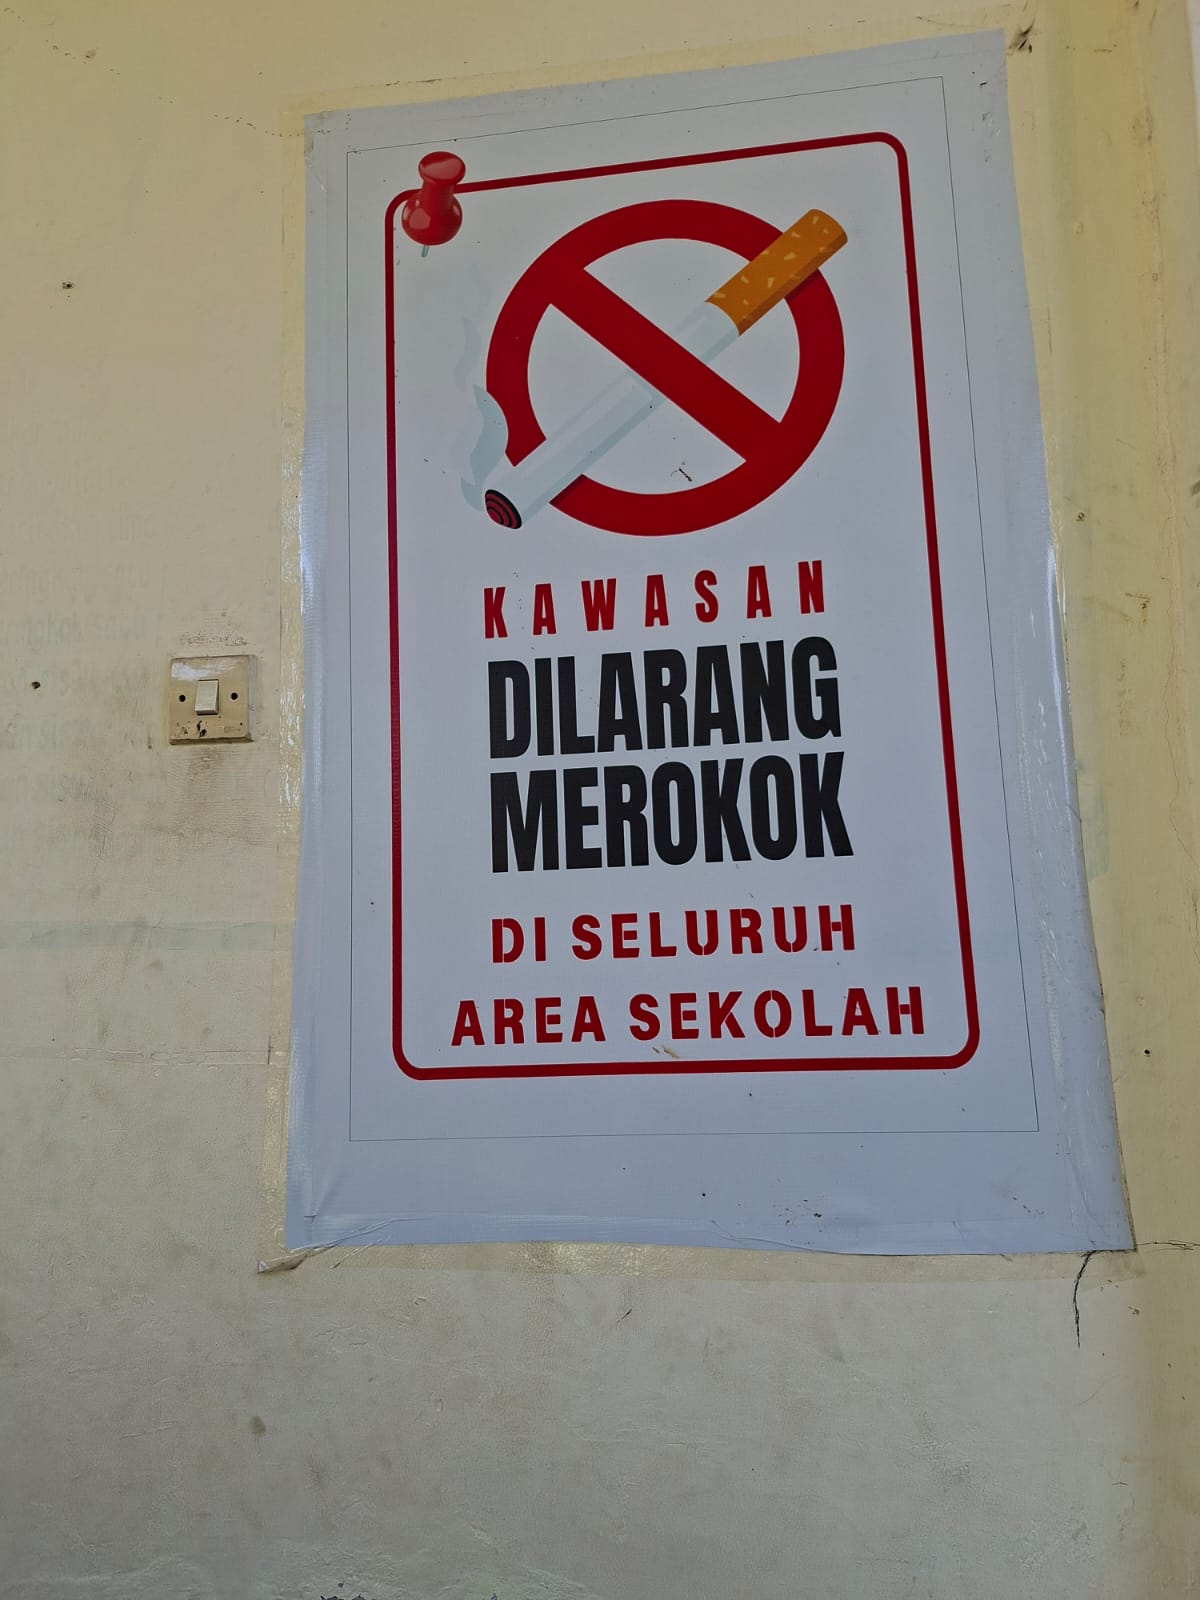 KAWASAN
DILARANG
MEROKOK
DI SELURUH
AREA SEKOLAH